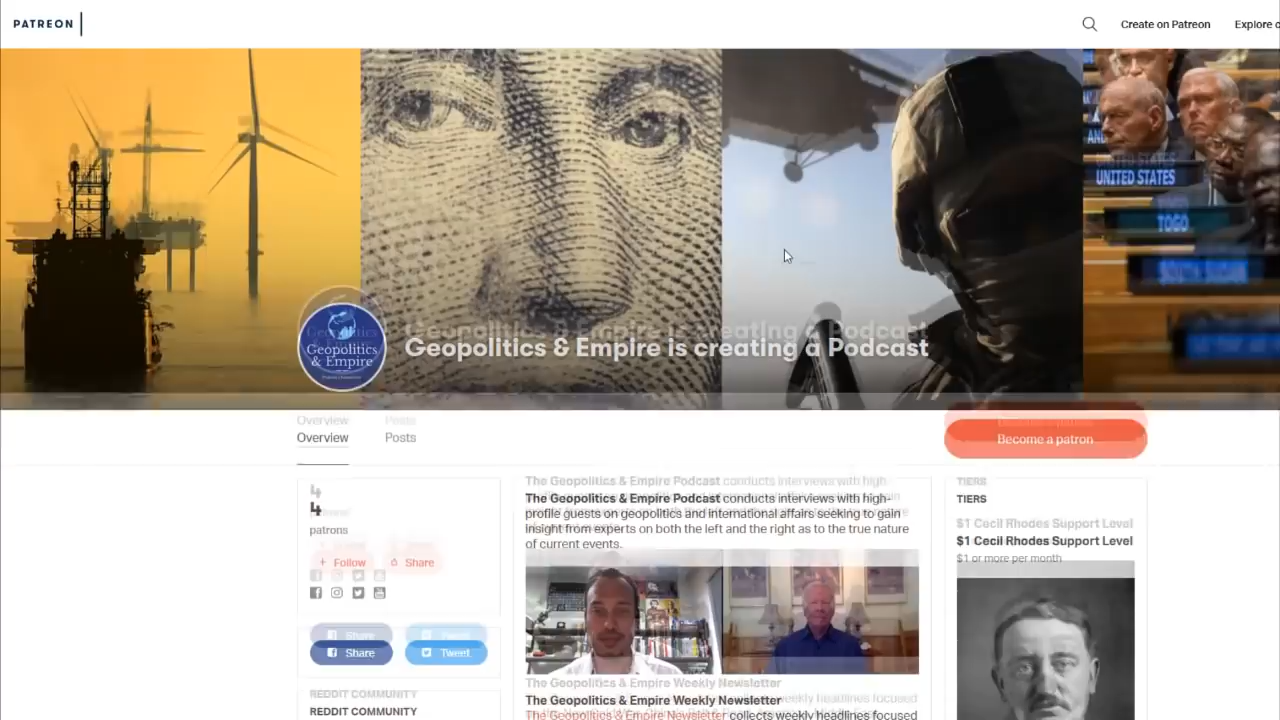 PATREON
Create on Patreon
Explore
UNITED STATES
TOGO
Geopolitics
& Empire
Geopolitics & Empire is creating a Podcast
Overview
Posts
Become a patron
4
patrons
Follow
Share
Share
Tweet
REDDIT COMMUNITY
The Geopolitics & Empire Podcast conducts interviews with high-
profile guests on geopolitics and international affairs seeking to gain
insight from experts on both the left and the right as to the true nature
of current events.
The Geopolitics & Empire Weekly Newsletter
The Geopolitics & Empire Newsletter collects weekly headlines focused
TIERS
$1 Cecil Rhodes Support Level
$1 or more per month